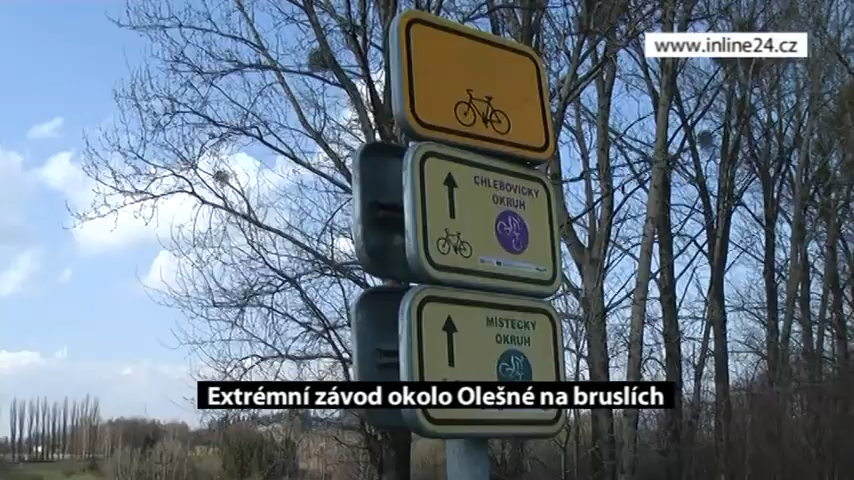 www.inline24.cz
CHLEBOVICKÝ
OKRUH
MÍSTECKÝ
OKRUH
Extrémní závod okolo Olešné na bruslích